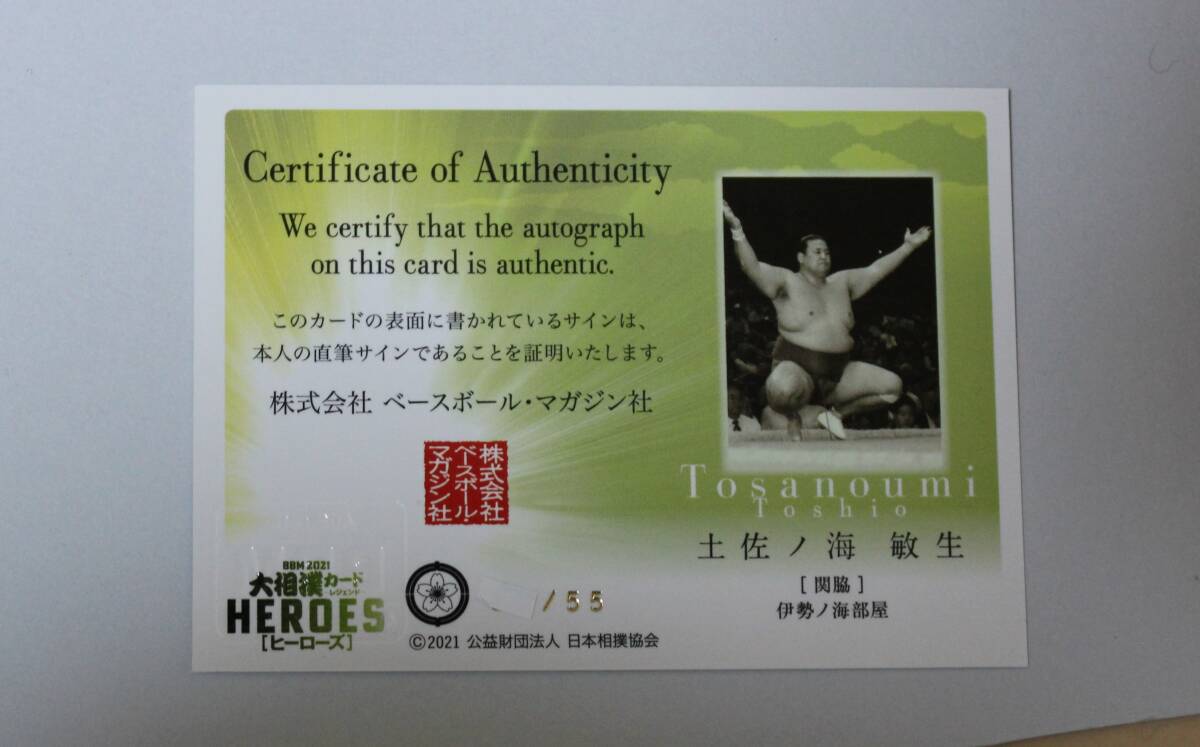 Certificate of Authenticity
We certify that the autograph
on this card is authentic.
このカードの表面に書かれているサインは、
本人の直筆サインであることを証明いたします。
株式会社 ベースボール・マガジン社
株式会社
ベースボール・
マガジン社
Tosanoumi
Toshio
土佐ノ海 敏生
[関脇]
伊勢ノ海部屋
BBM 2021
大相撲カード
レジェンド
HEROES
[ヒーローズ]
/55
©2021 公益財団法人 日本相撲協会